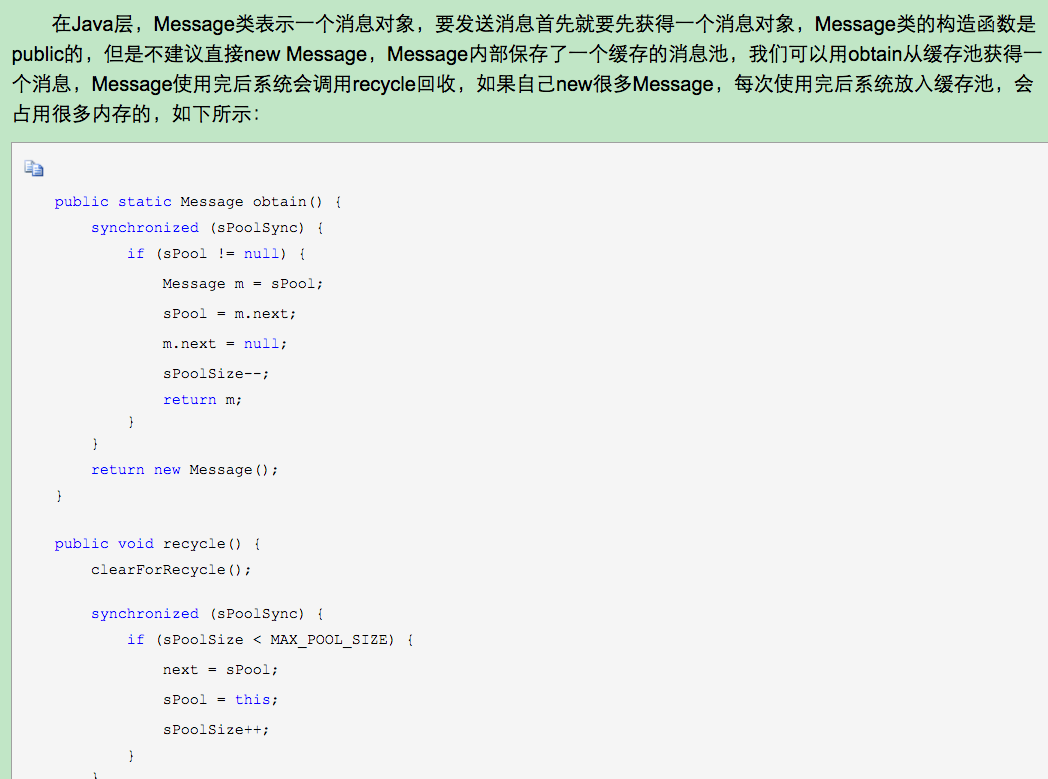 在Java层，Message类表示一个消息对象，要发送消息首先就要先获得一个消息对象，Message类的构造函数是
public的，但是不建议直接new Message，Message内部保存了一个缓存的消息池，我们可以用obtain从缓存池获得一
个消息，Message使用完后系统会调用recycle回收，如果自己new很多Message，每次使用完后系统放入缓存池，会
占用很多内存的，如下所示：
public static Message obtain() {
synchronized (sPoolSync) {
if (sPool != null) {
Message m = sPool;
sPool = m.next;
m.next = null;
sPoolSize--;
return m;
}
}
return new Message();
}
public void recycle() {
clearForRecycle();
synchronized (sPoolSync) {
if (sPoolSize < MAX_POOL_SIZE) {
next = sPool;
sPool = this;
sPoolSize++;
}
}